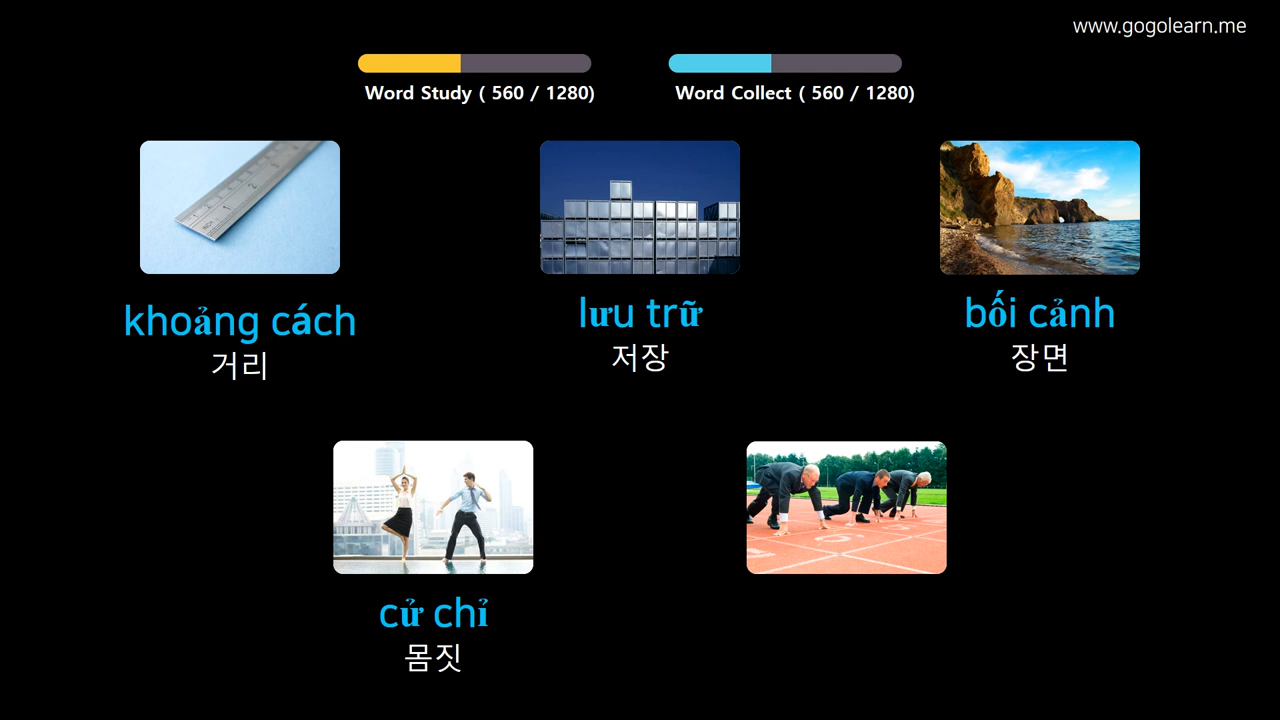 www.gogolearn.me
Word Study ( 560 / 1280)
Word Collect ( 560 / 1280)
khoảng cách
거리
lưu trữ
저장
bối cảnh
장면
cử chỉ
몸짓